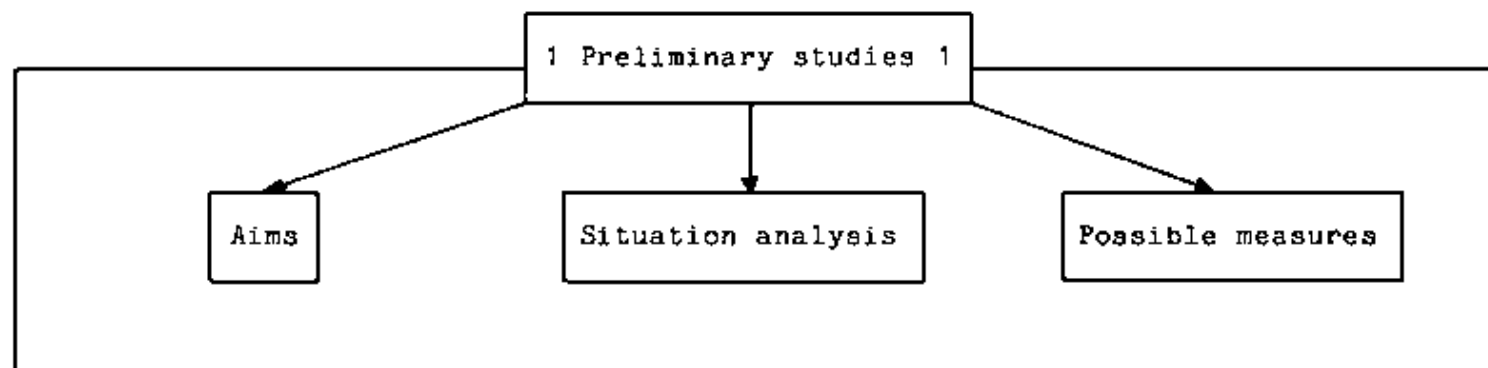 1 Preliminary studies 1
Aims
Situation analysis
Possible measures